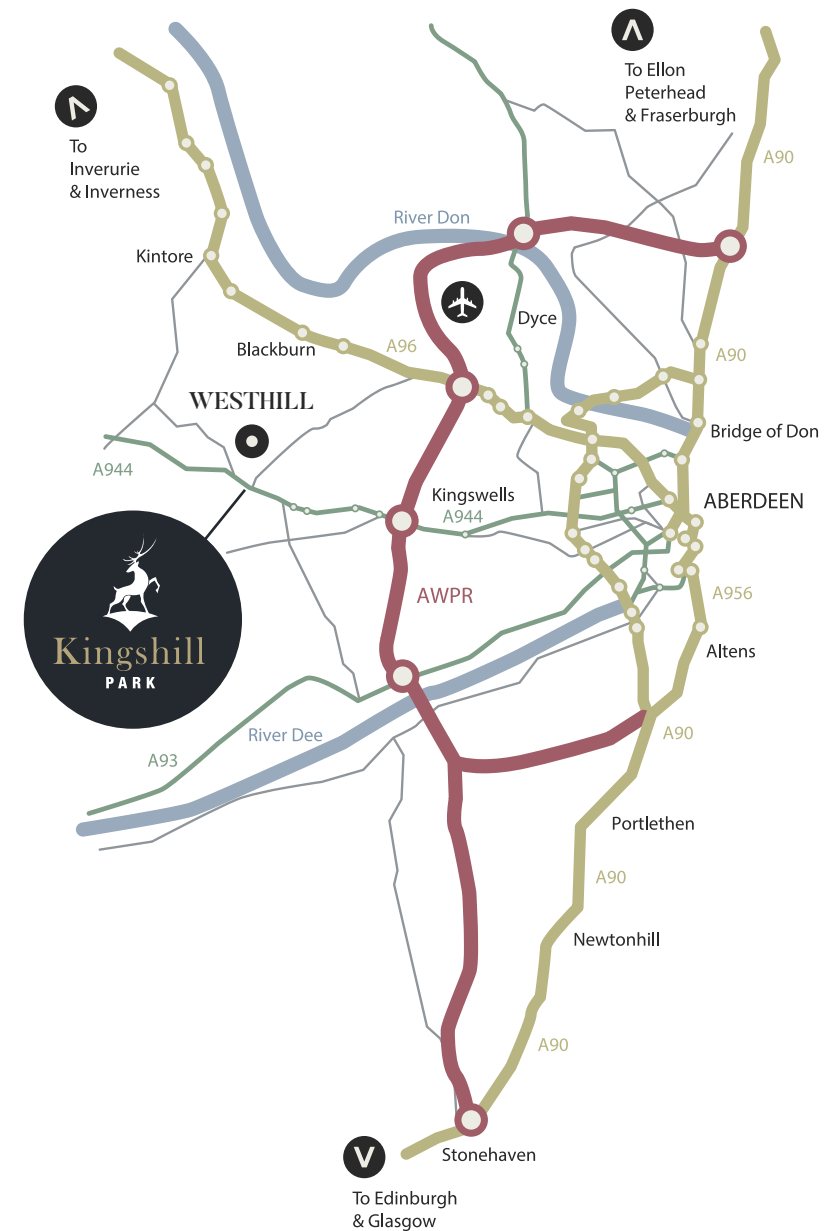 To Ellon
Peterhead
& Fraserburgh
To
Inverurie
& Inverness
A90
River Don
Kintore
Dyce
Blackburn
A96
A90
WESTHILL
Bridge of Don
A944
Kingswells
A944
ABERDEEN
AWPR
A956
Kingshill
PARK
Altens
River Dee
A93
A90
Portlethen
A90
Newtonhill
A90
Stonehaven
To Edinburgh
& Glasgow